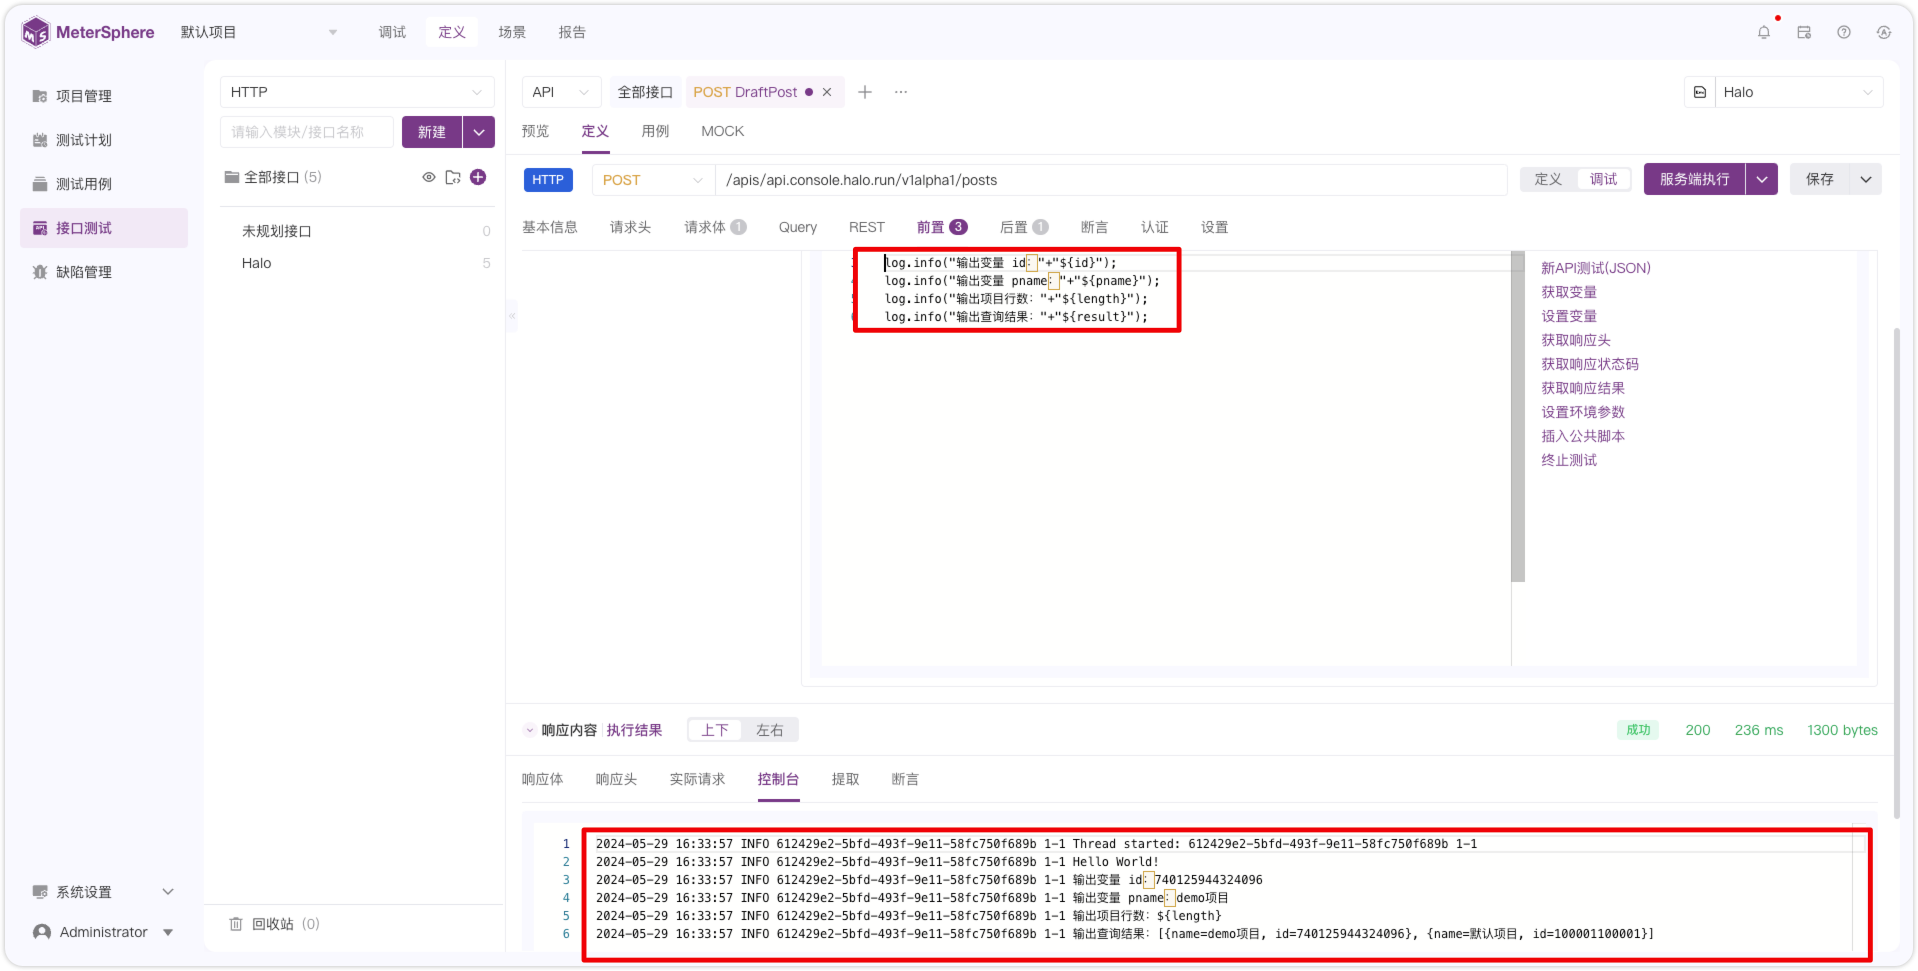 MeterSphere 默认项目 调试 定义 场景 报告
项目管理
测试计划
测试用例
接口测试
缺陷管理
系统设置
Administrator
HTTP
请输入模块/接口名称 新建
全部接口 (5)
未规划接口 0
Halo 5
回收站 (0)
API 全部接口 POST DraftPost Halo
预览 定义 用例 MOCK
HTTP POST /apis/api.console.halo.run/v1alpha1/posts 定义 调试 服务端执行 保存
基本信息 请求头 请求体 1 Query REST 前置 3 后置 1 断言 认证 设置
log.info("输出变量 id："+"${id}");
log.info("输出变量 pname："+"${pname}");
log.info("输出项目行数: "+"${length}");
log.info("输出查询结果: "+"${result}");
新API测试(JSON)
获取变量
设置变量
获取响应头
获取响应状态码
获取响应结果
设置环境参数
插入公共脚本
终止测试
响应内容 执行结果 上下 左右 成功 200 236 ms 1300 bytes
响应体 响应头 实际请求 控制台 提取 断言
1 2024-05-29 16:33:57 INFO 612429e2-5bfd-493f-9e11-58fc750f689b 1-1 Thread started: 612429e2-5bfd-493f-9e11-58fc750f689b 1-1
2 2024-05-29 16:33:57 INFO 612429e2-5bfd-493f-9e11-58fc750f689b 1-1 Hello World!
3 2024-05-29 16:33:57 INFO 612429e2-5bfd-493f-9e11-58fc750f689b 1-1 输出变量 id：740125944324096
4 2024-05-29 16:33:57 INFO 612429e2-5bfd-493f-9e11-58fc750f689b 1-1 输出变量 pname：demo项目
5 2024-05-29 16:33:57 INFO 612429e2-5bfd-493f-9e11-58fc750f689b 1-1 输出项目行数: ${length}
6 2024-05-29 16:33:57 INFO 612429e2-5bfd-493f-9e11-58fc750f689b 1-1 输出查询结果: [{name=demo项目, id=740125944324096}, {name=默认项目, id=100001100001}]